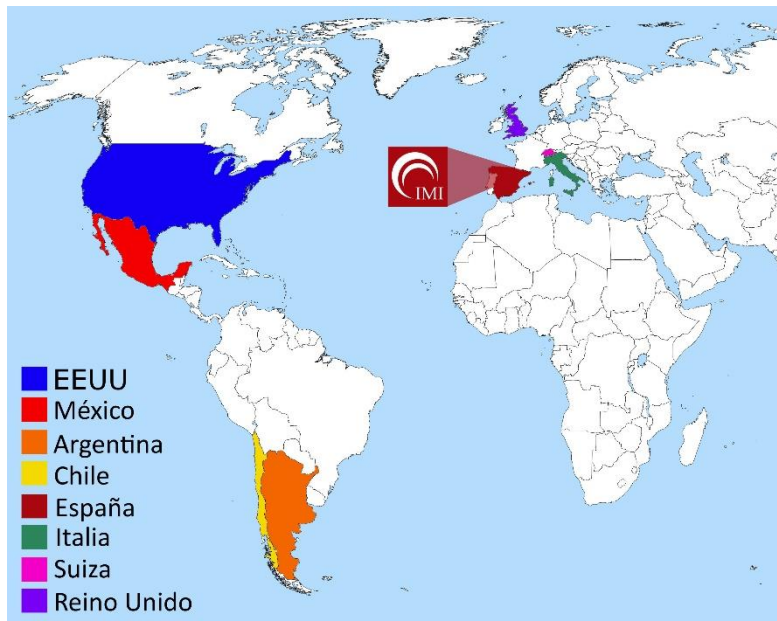 IMI
EEUU
México
Argentina
Chile
España
Italia
Suiza
Reino Unido